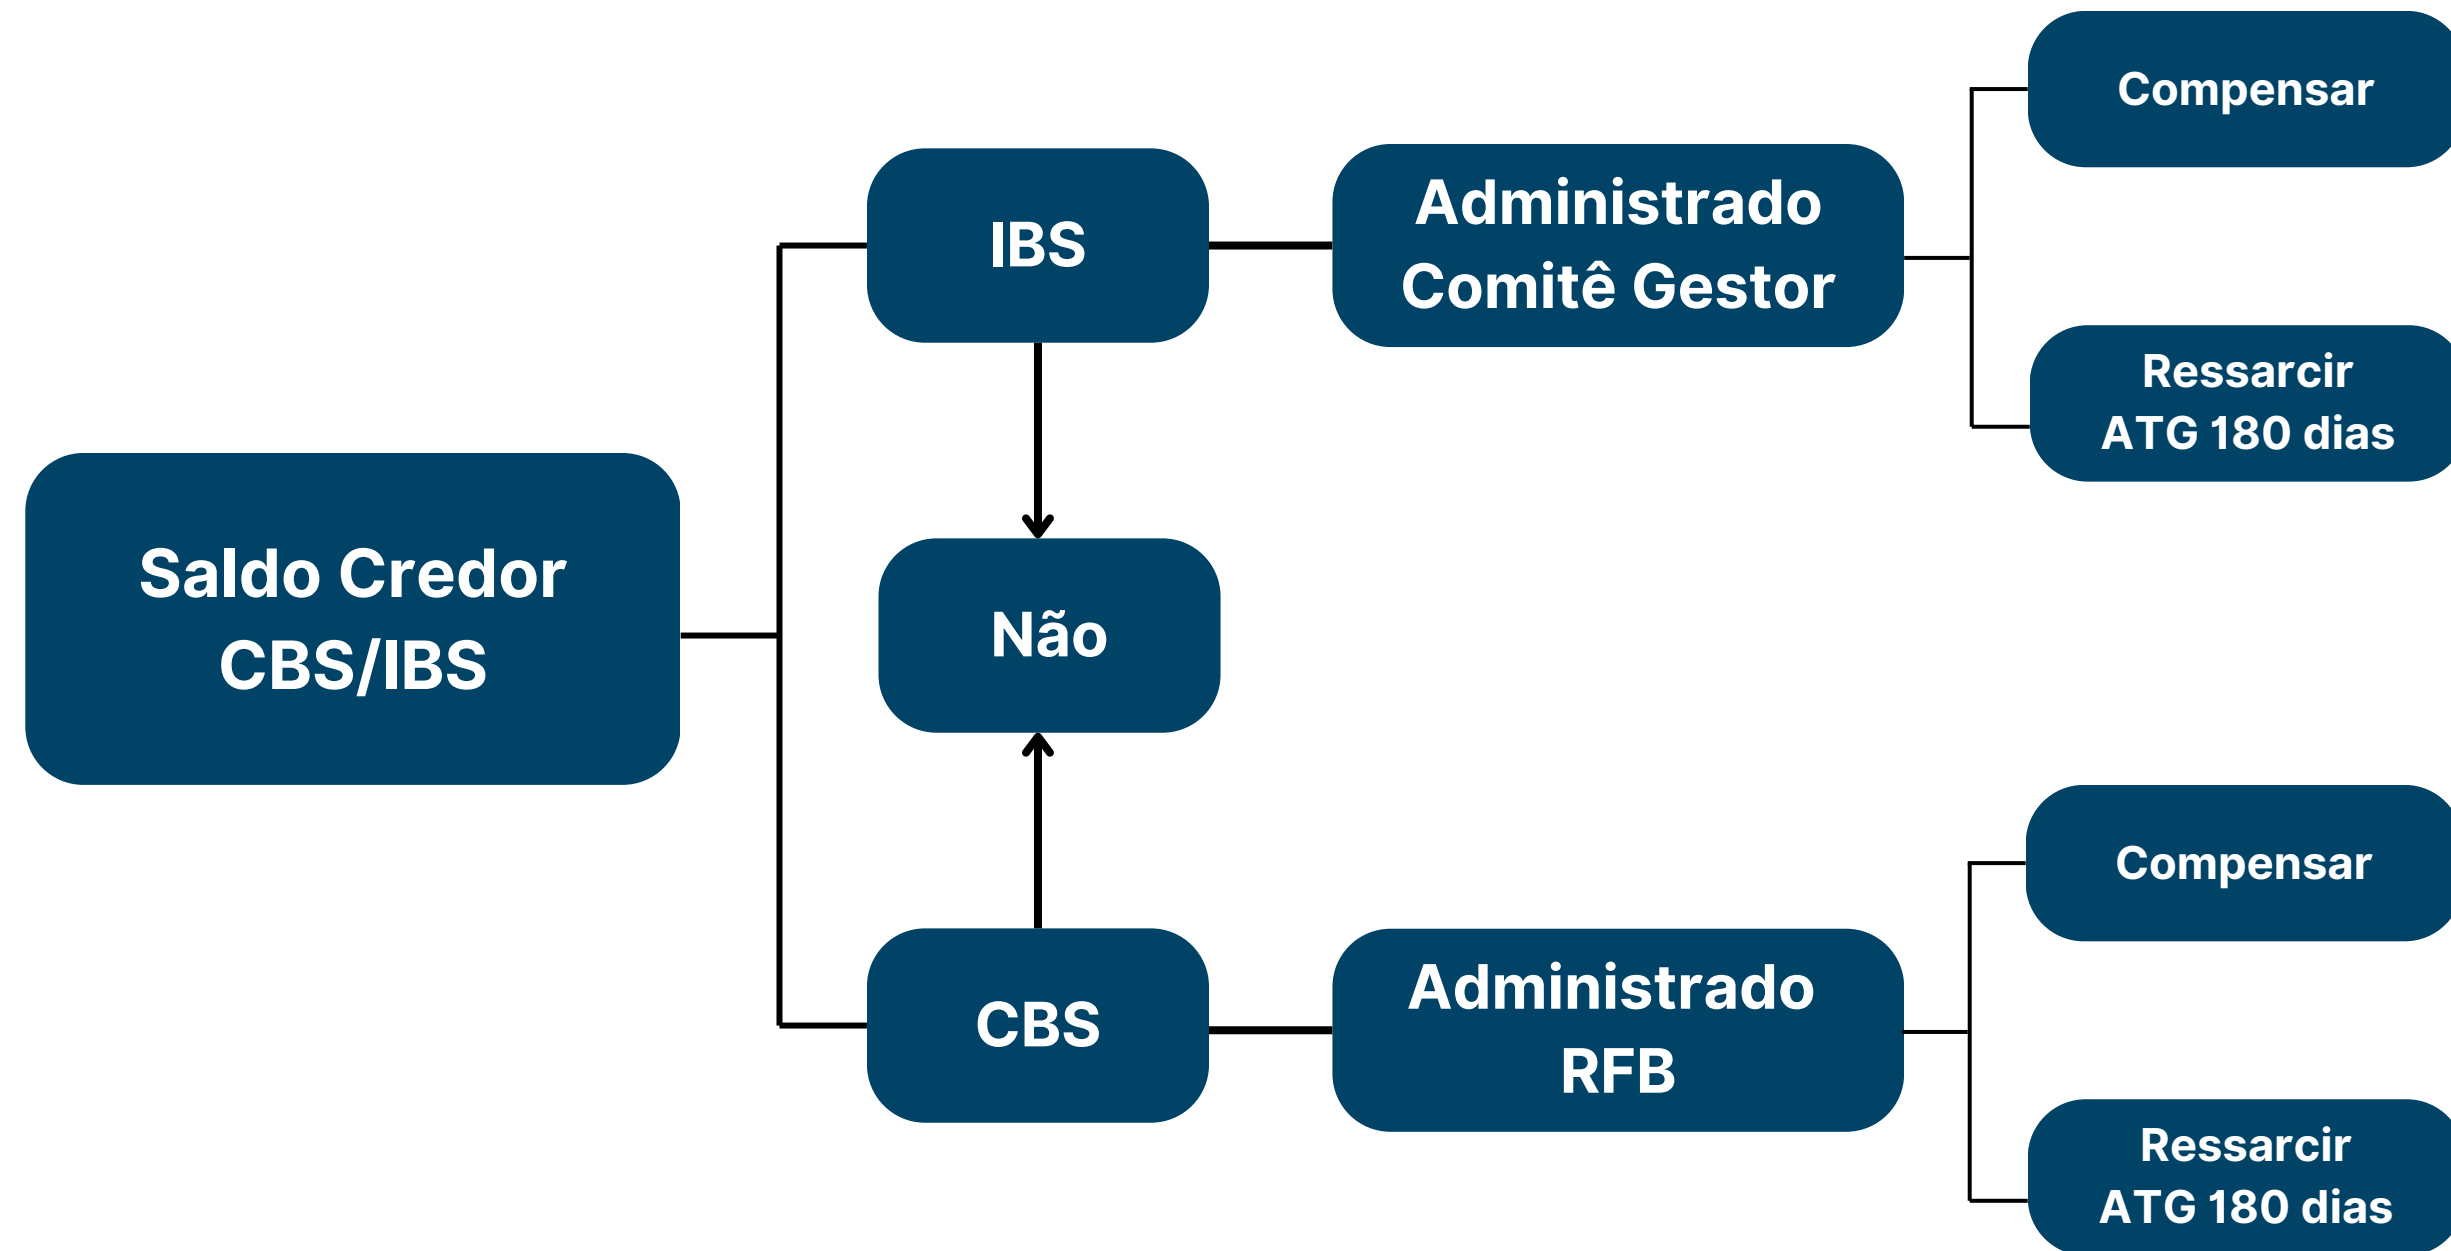 Compensar
IBS
Administrado
Comitê Gestor
Ressarcir
ATG 180 dias
Saldo Credor
CBS/IBS
Não
Compensar
CBS
Administrado
RFB
Ressarcir
ATG 180 dias